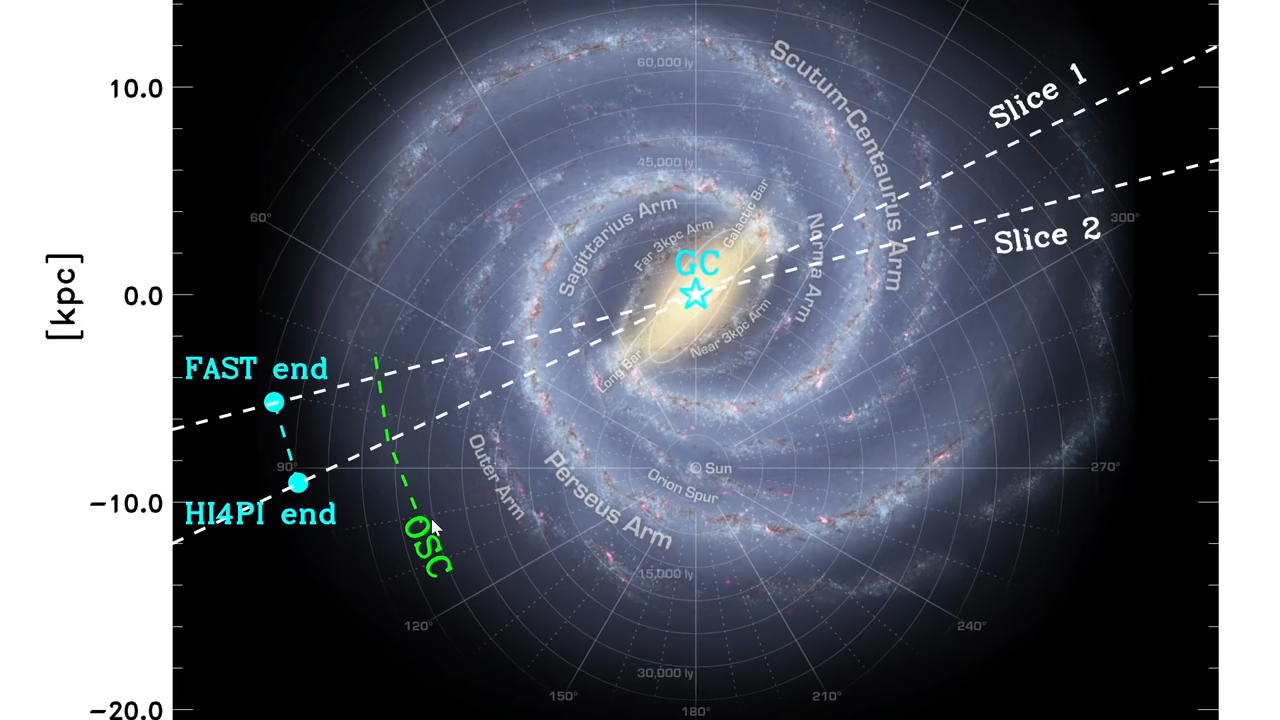 60,000 ly
Scutum-Centaurus Arm
Slice 1
10.0
45,000 ly
60°
Sagittarius Arm
Far 3kpc Arm
Galactic Bar
Norma Arm
300°
Slice 2
[kpc]
GC
0.0
Near 3kpc Arm
Long Bar
FAST end
90°
Sun
270°
Outer Arm
Perseus Arm
Orion Spur
-10.0
HI4PI end
OSC
15,000 ly
120°
240°
30,000 ly
150°
210°
180°
-20.0